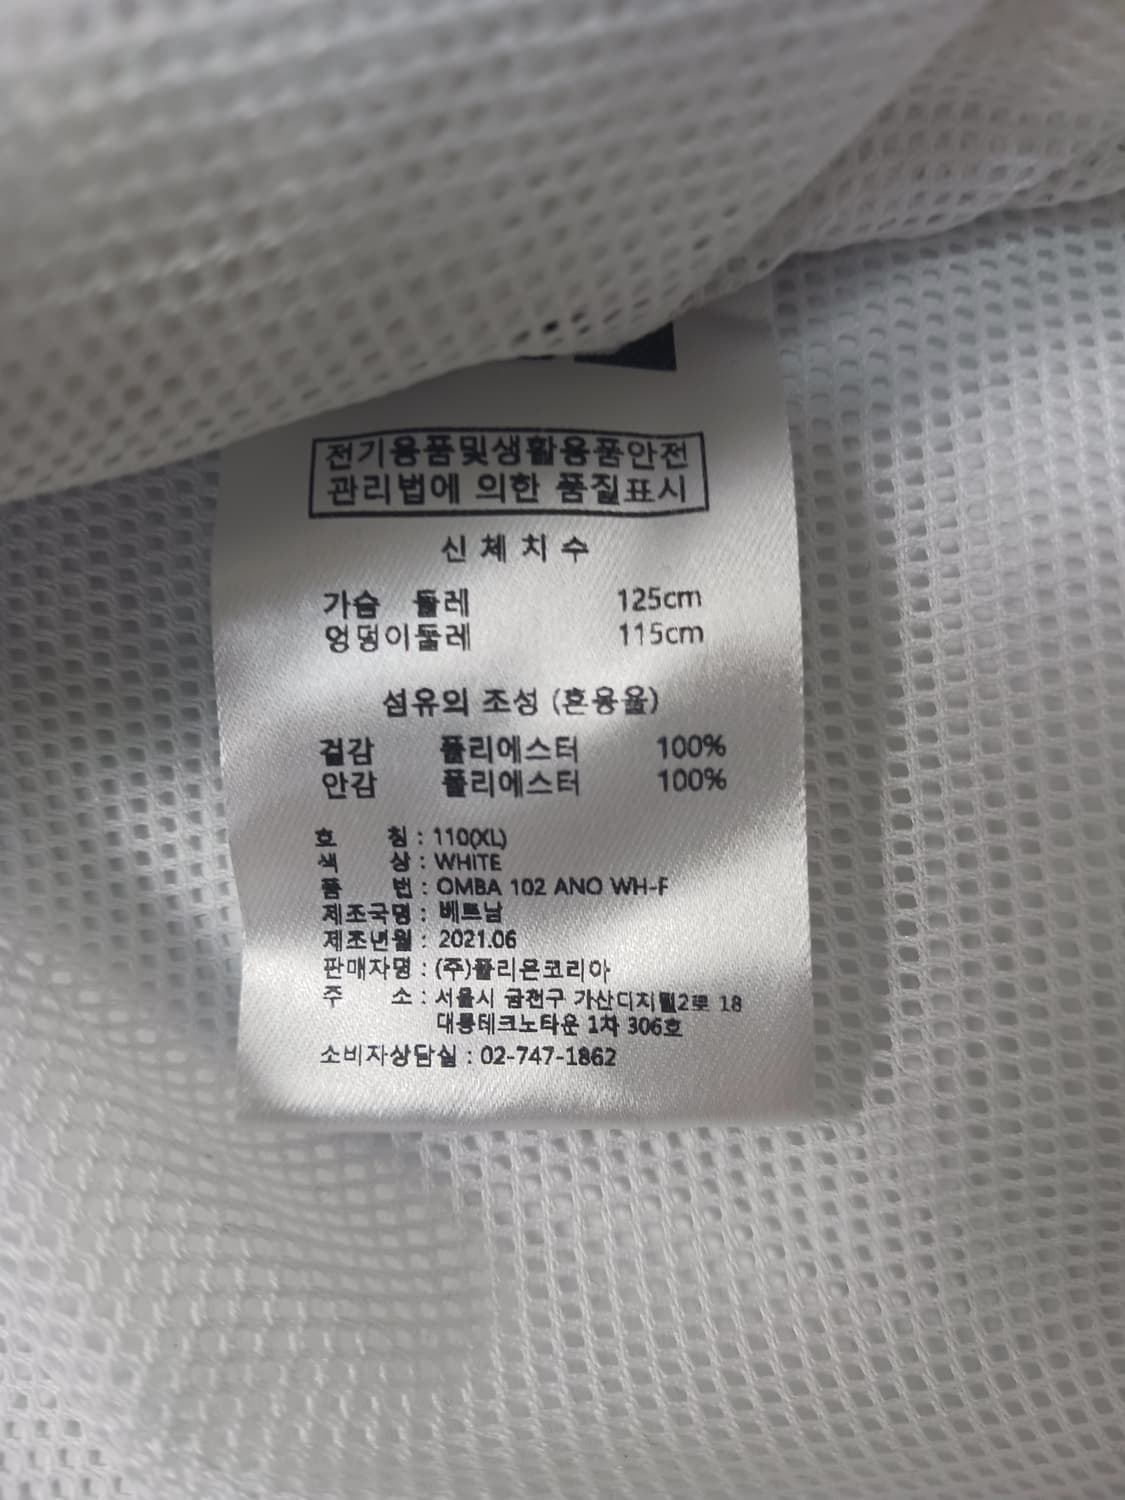 전기용품및생활용품안전
관리법에 의한 품질표시
신 체 치 수
가슴 둘레 125cm
엉덩이둘레 115cm
섬유의 조성 (혼용율)
겉감 폴리에스터 100%
안감 폴리에스터 100%
호 칭 : 110(XL)
색 상 : WHITE
품 번 : OMBA 102 ANO WH-F
제조국명 : 베트남
제조년월 : 2021.06
판매자명 : (주)폴리온코리아
주 소 : 서울시 금천구 가산디지털2로 18
대륭테크노타운 1차 306호
소비자상담실 : 02-747-1862